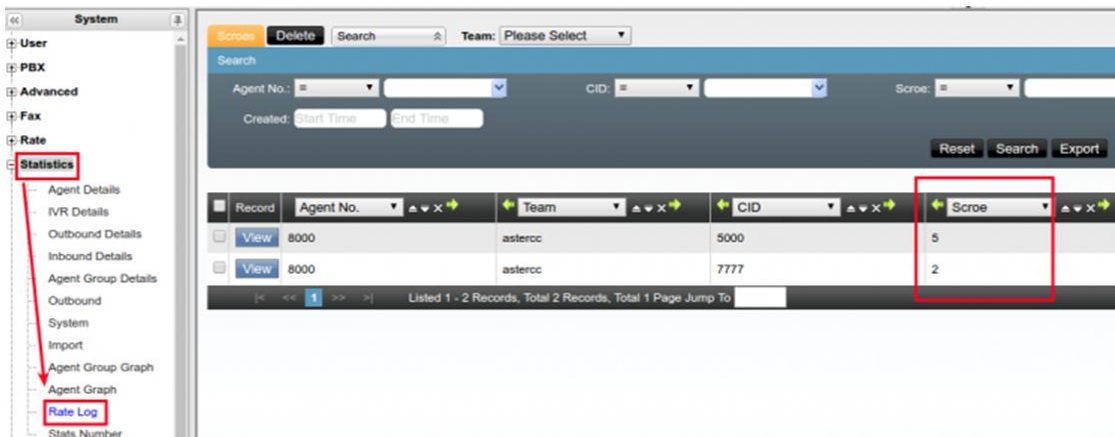 System
User
PBX
Advanced
Fax
Rate
Statistics
Agent Details
IVR Details
Outbound Details
Inbound Details
Agent Group Details
Outbound
System
Import
Agent Group Graph
Agent Graph
Rate Log
Stats Number
Scroes Delete Search Team: Please Select
Search
Agent No.: = CID: = Scroe: =
Created: Start Time End Time
Reset Search Export
Record Agent No. Team CID Scroe
View 8000 astercc 5000 5
View 8000 astercc 7777 2
|< << 1 >> >| Listed 1 - 2 Records, Total 2 Records, Total 1 Page Jump To